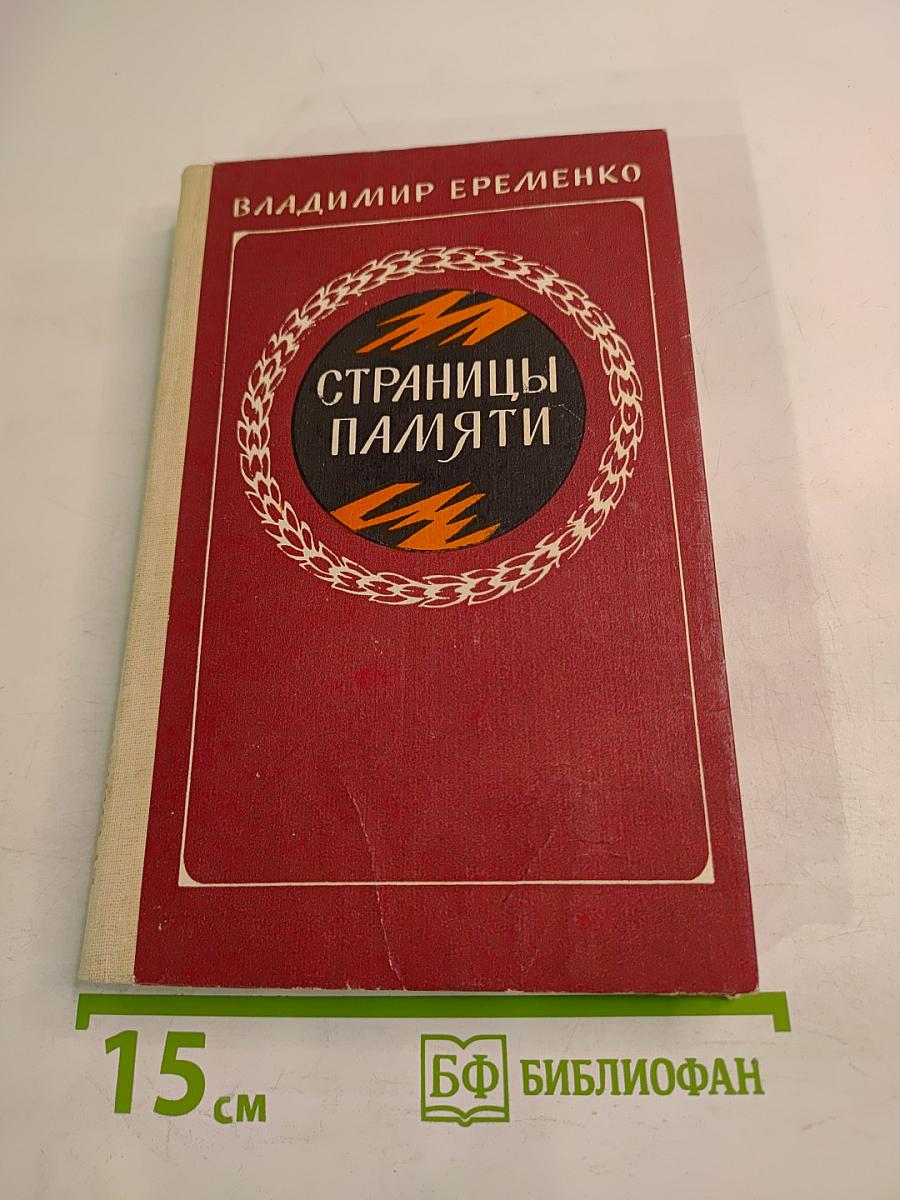 ВЛАДИМИР ЕРЕМЕНКО
СТРАНИЦЫ
ПАМЯТИ
15 см
БФ БИБЛИОФАН